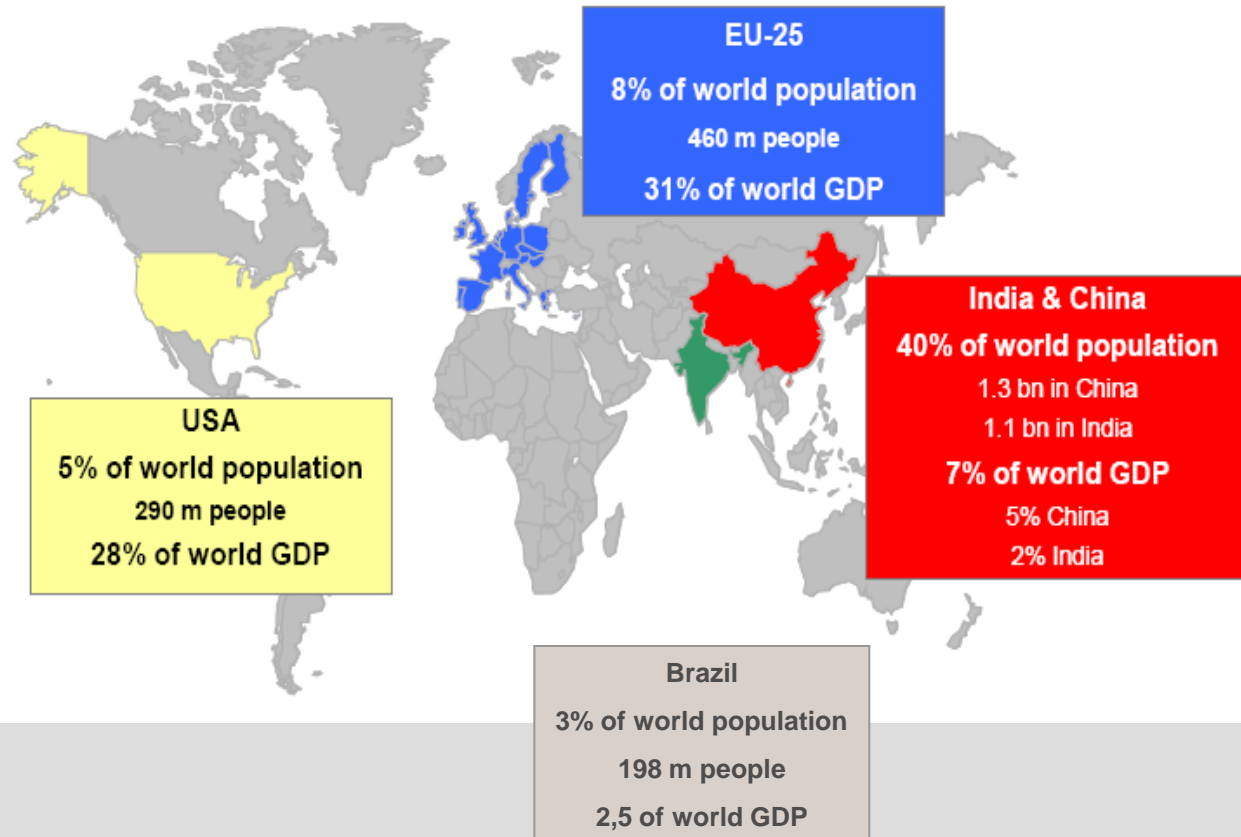 EU-25
8% of world population
460 m people
31% of world GDP
India & China
40% of world population
1.3 bn in China
1.1 bn in India
7% of world GDP
5% China
2% India
USA
5% of world population
290 m people
28% of world GDP
Brazil
3% of world population
198 m people
2,5 of world GDP